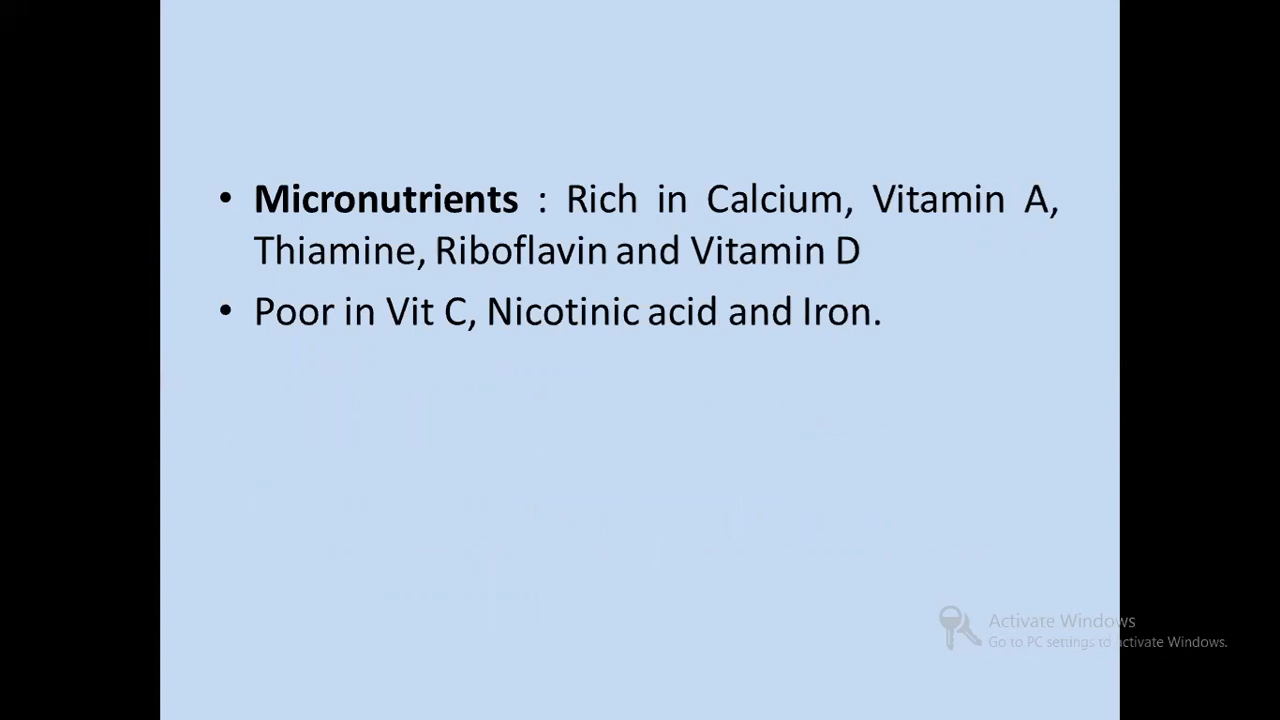 • Micronutrients : Rich in Calcium, Vitamin A,
Thiamine, Riboflavin and Vitamin D
• Poor in Vit C, Nicotinic acid and Iron.
Activate Windows
Go to PC settings to activate Windows.